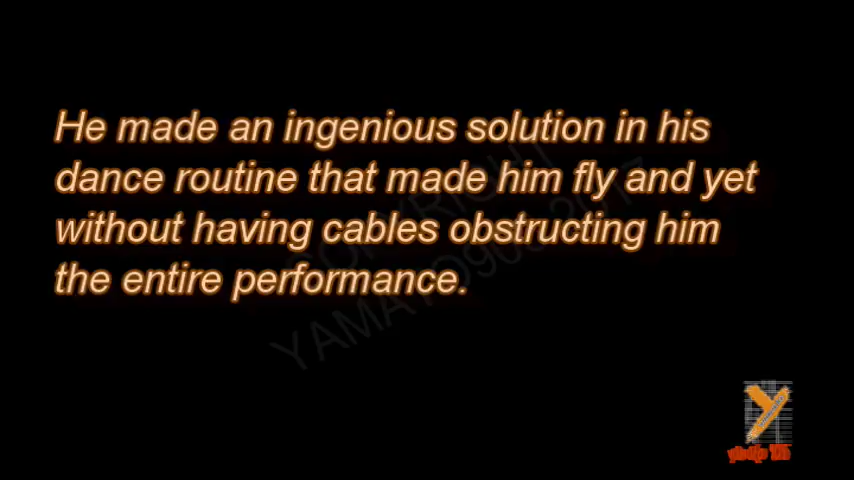 He made an ingenious solution in his
dance routine that made him fly and yet
without having cables obstructing him
the entire performance.
COPYRIGHT
Y